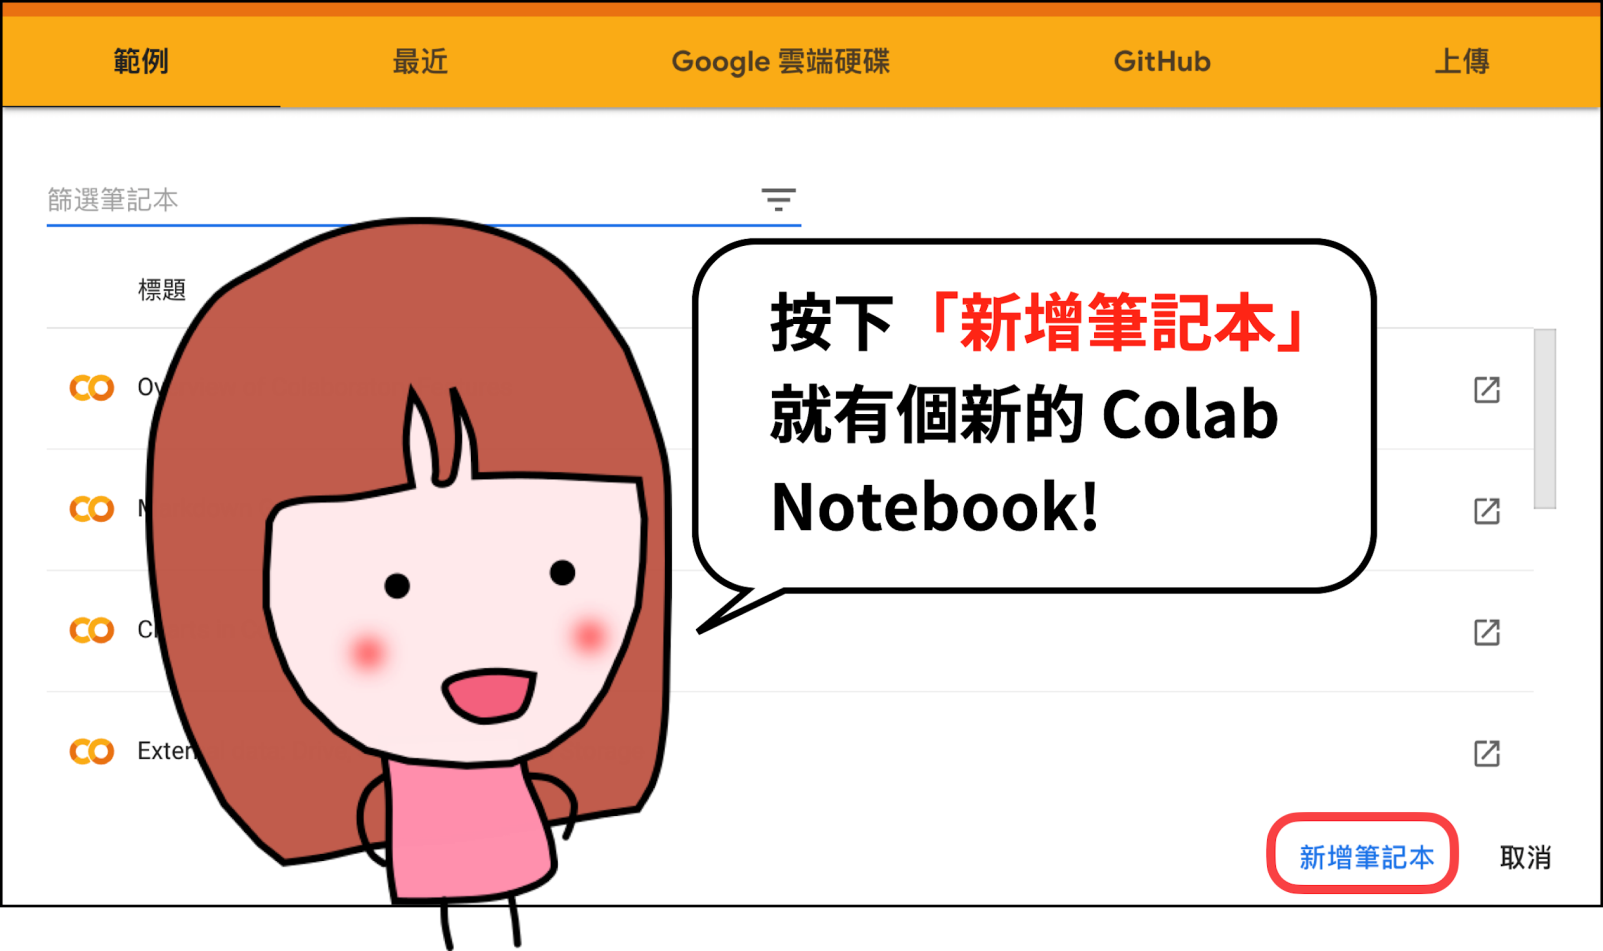 範例
最近
Google 雲端硬碟
GitHub
上傳
篩選筆記本
標題
按下「新增筆記本」
就有個新的 Colab
Notebook!
新增筆記本
取消